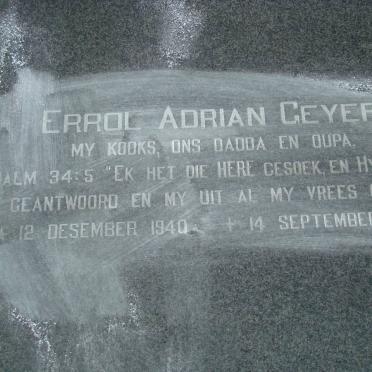 ERROL ADRIAN GEYER
MY KOOKS, ONS DADDA EN OUPA.
ALM 34:5 "EK HET DIE HERE GESOEK, EN HY
GEANTWOORD EN MY UIT AL MY VREES
12 DESEMBER 1940 + 14 SEPTEMBER